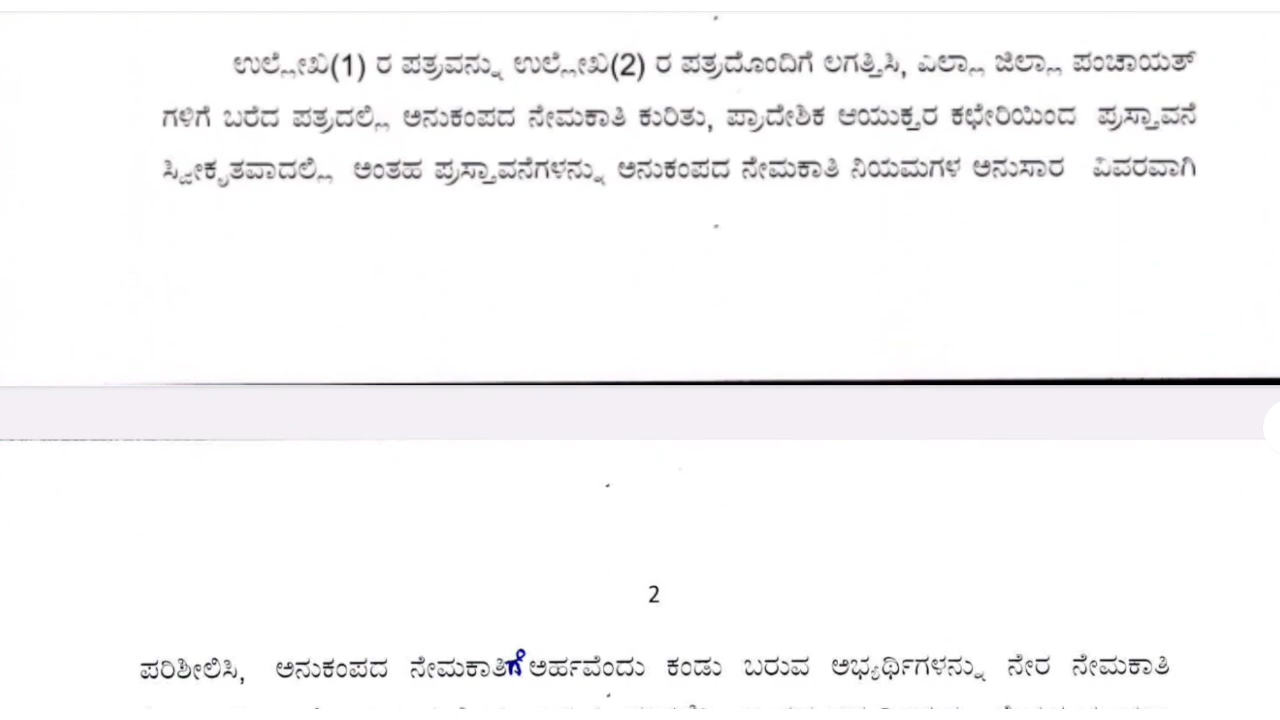 ಉಲ್ಲೇಖ(1) ರ ಪತ್ರವನ್ನು ಉಲ್ಲೇಖ(2) ರ ಪತ್ರದೊಂದಿಗೆ ಲಗತ್ತಿಸಿ, ಎಲ್ಲಾ ಜಿಲ್ಲಾ ಪಂಚಾಯತ್
ಗಳಿಗೆ ಬರೆದ ಪತ್ರದಲ್ಲಿ ಅನುಕಂಪದ ನೇಮಕಾತಿ ಕುರಿತು, ಪ್ರಾದೇಶಿಕ ಆಯುಕ್ತರ ಕಛೇರಿಯಿಂದ ಪ್ರಸ್ತಾವನೆ
ಸ್ವೀಕೃತವಾದಲ್ಲಿ ಅಂತಹ ಪ್ರಸ್ತಾವನೆಗಳನ್ನು ಅನುಕಂಪದ ನೇಮಕಾತಿ ನಿಯಮಗಳ ಅನುಸಾರ ವಿವರವಾಗಿ
2
ಪರಿಶೀಲಿಸಿ, ಅನುಕಂಪದ ನೇಮಕಾತಿಗೆ ಅರ್ಹವೆಂದು ಕಂಡು ಬರುವ ಅಭ್ಯರ್ಥಿಗಳನ್ನು ನೇರ ನೇಮಕಾತಿ